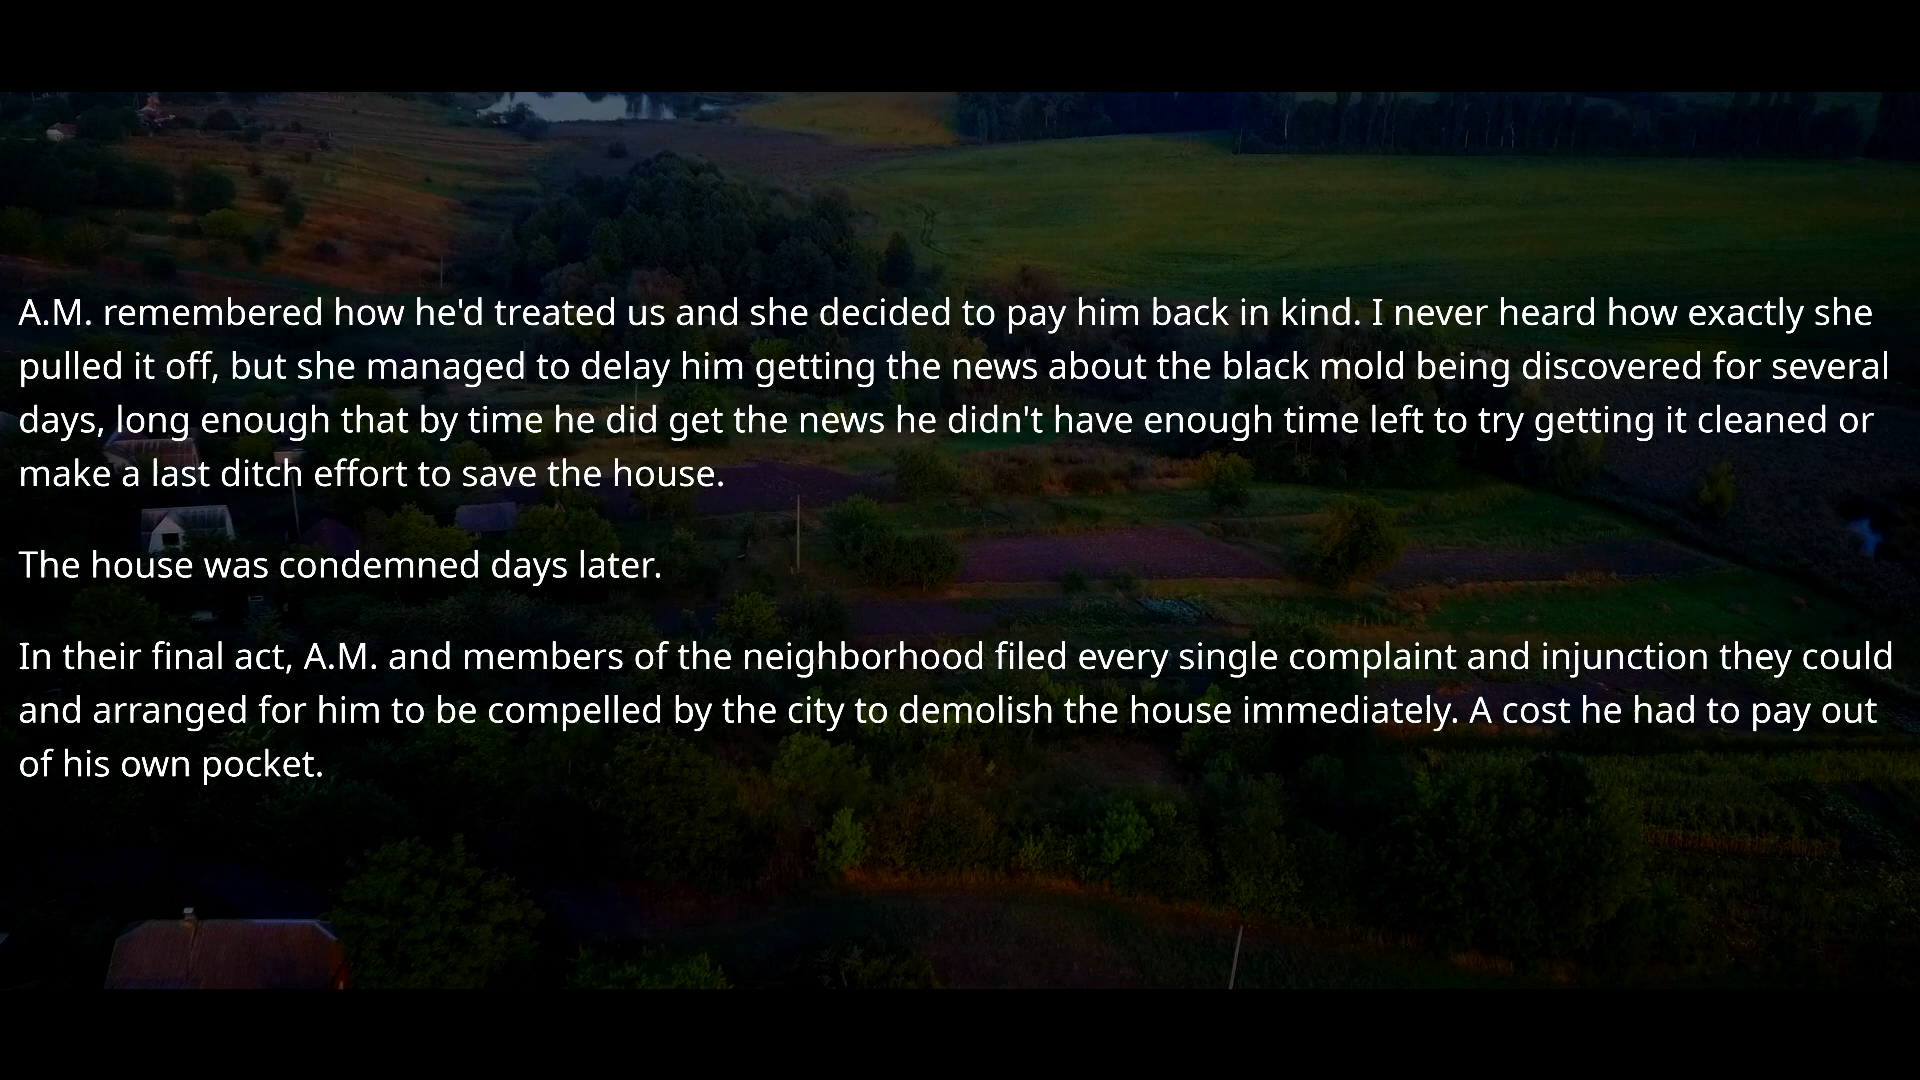 A.M. remembered how he'd treated us and she decided to pay him back in kind. I never heard how exactly she
pulled it off, but she managed to delay him getting the news about the black mold being discovered for several
days, long enough that by time he did get the news he didn't have enough time left to try getting it cleaned or
make a last ditch effort to save the house.
The house was condemned days later.
In their final act, A.M. and members of the neighborhood filed every single complaint and injunction they could
and arranged for him to be compelled by the city to demolish the house immediately. A cost he had to pay out
of his own pocket.